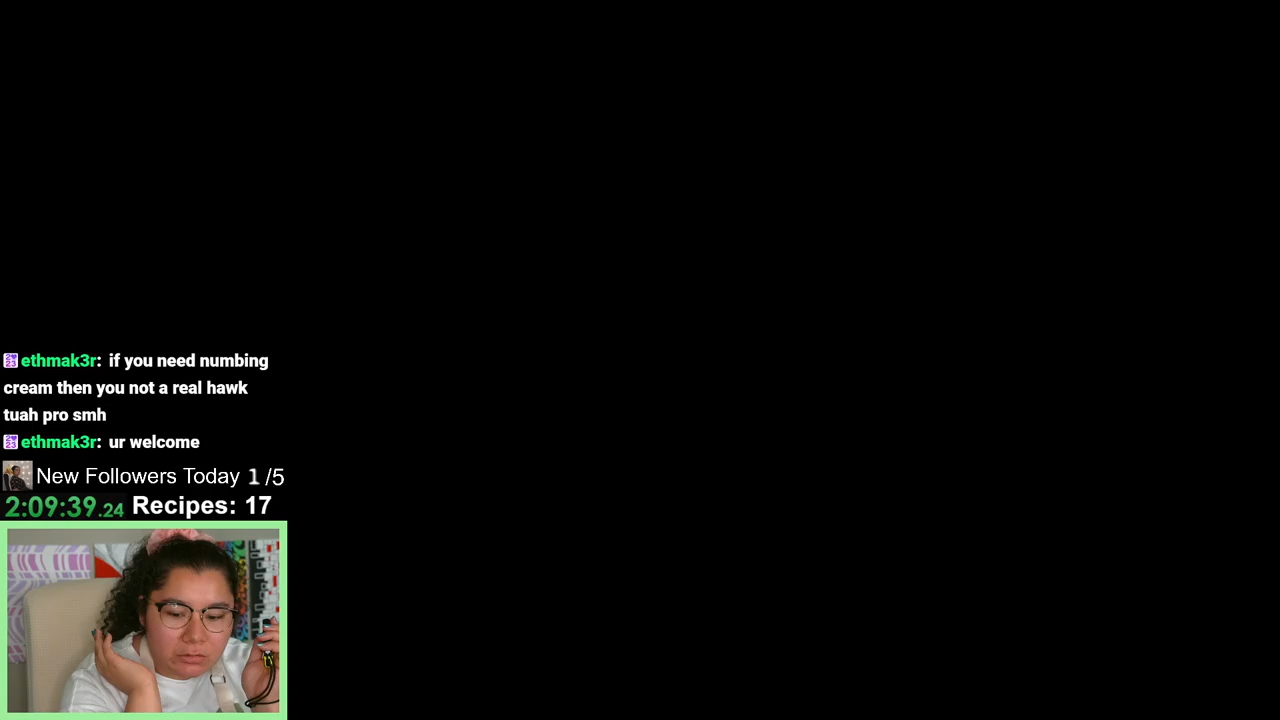 ethmak3r: if you need numbing
cream then you not a real hawk
tuah pro smh
ethmak3r: ur welcome
New Followers Today 1 /5
2:09:39.24 Recipes: 17